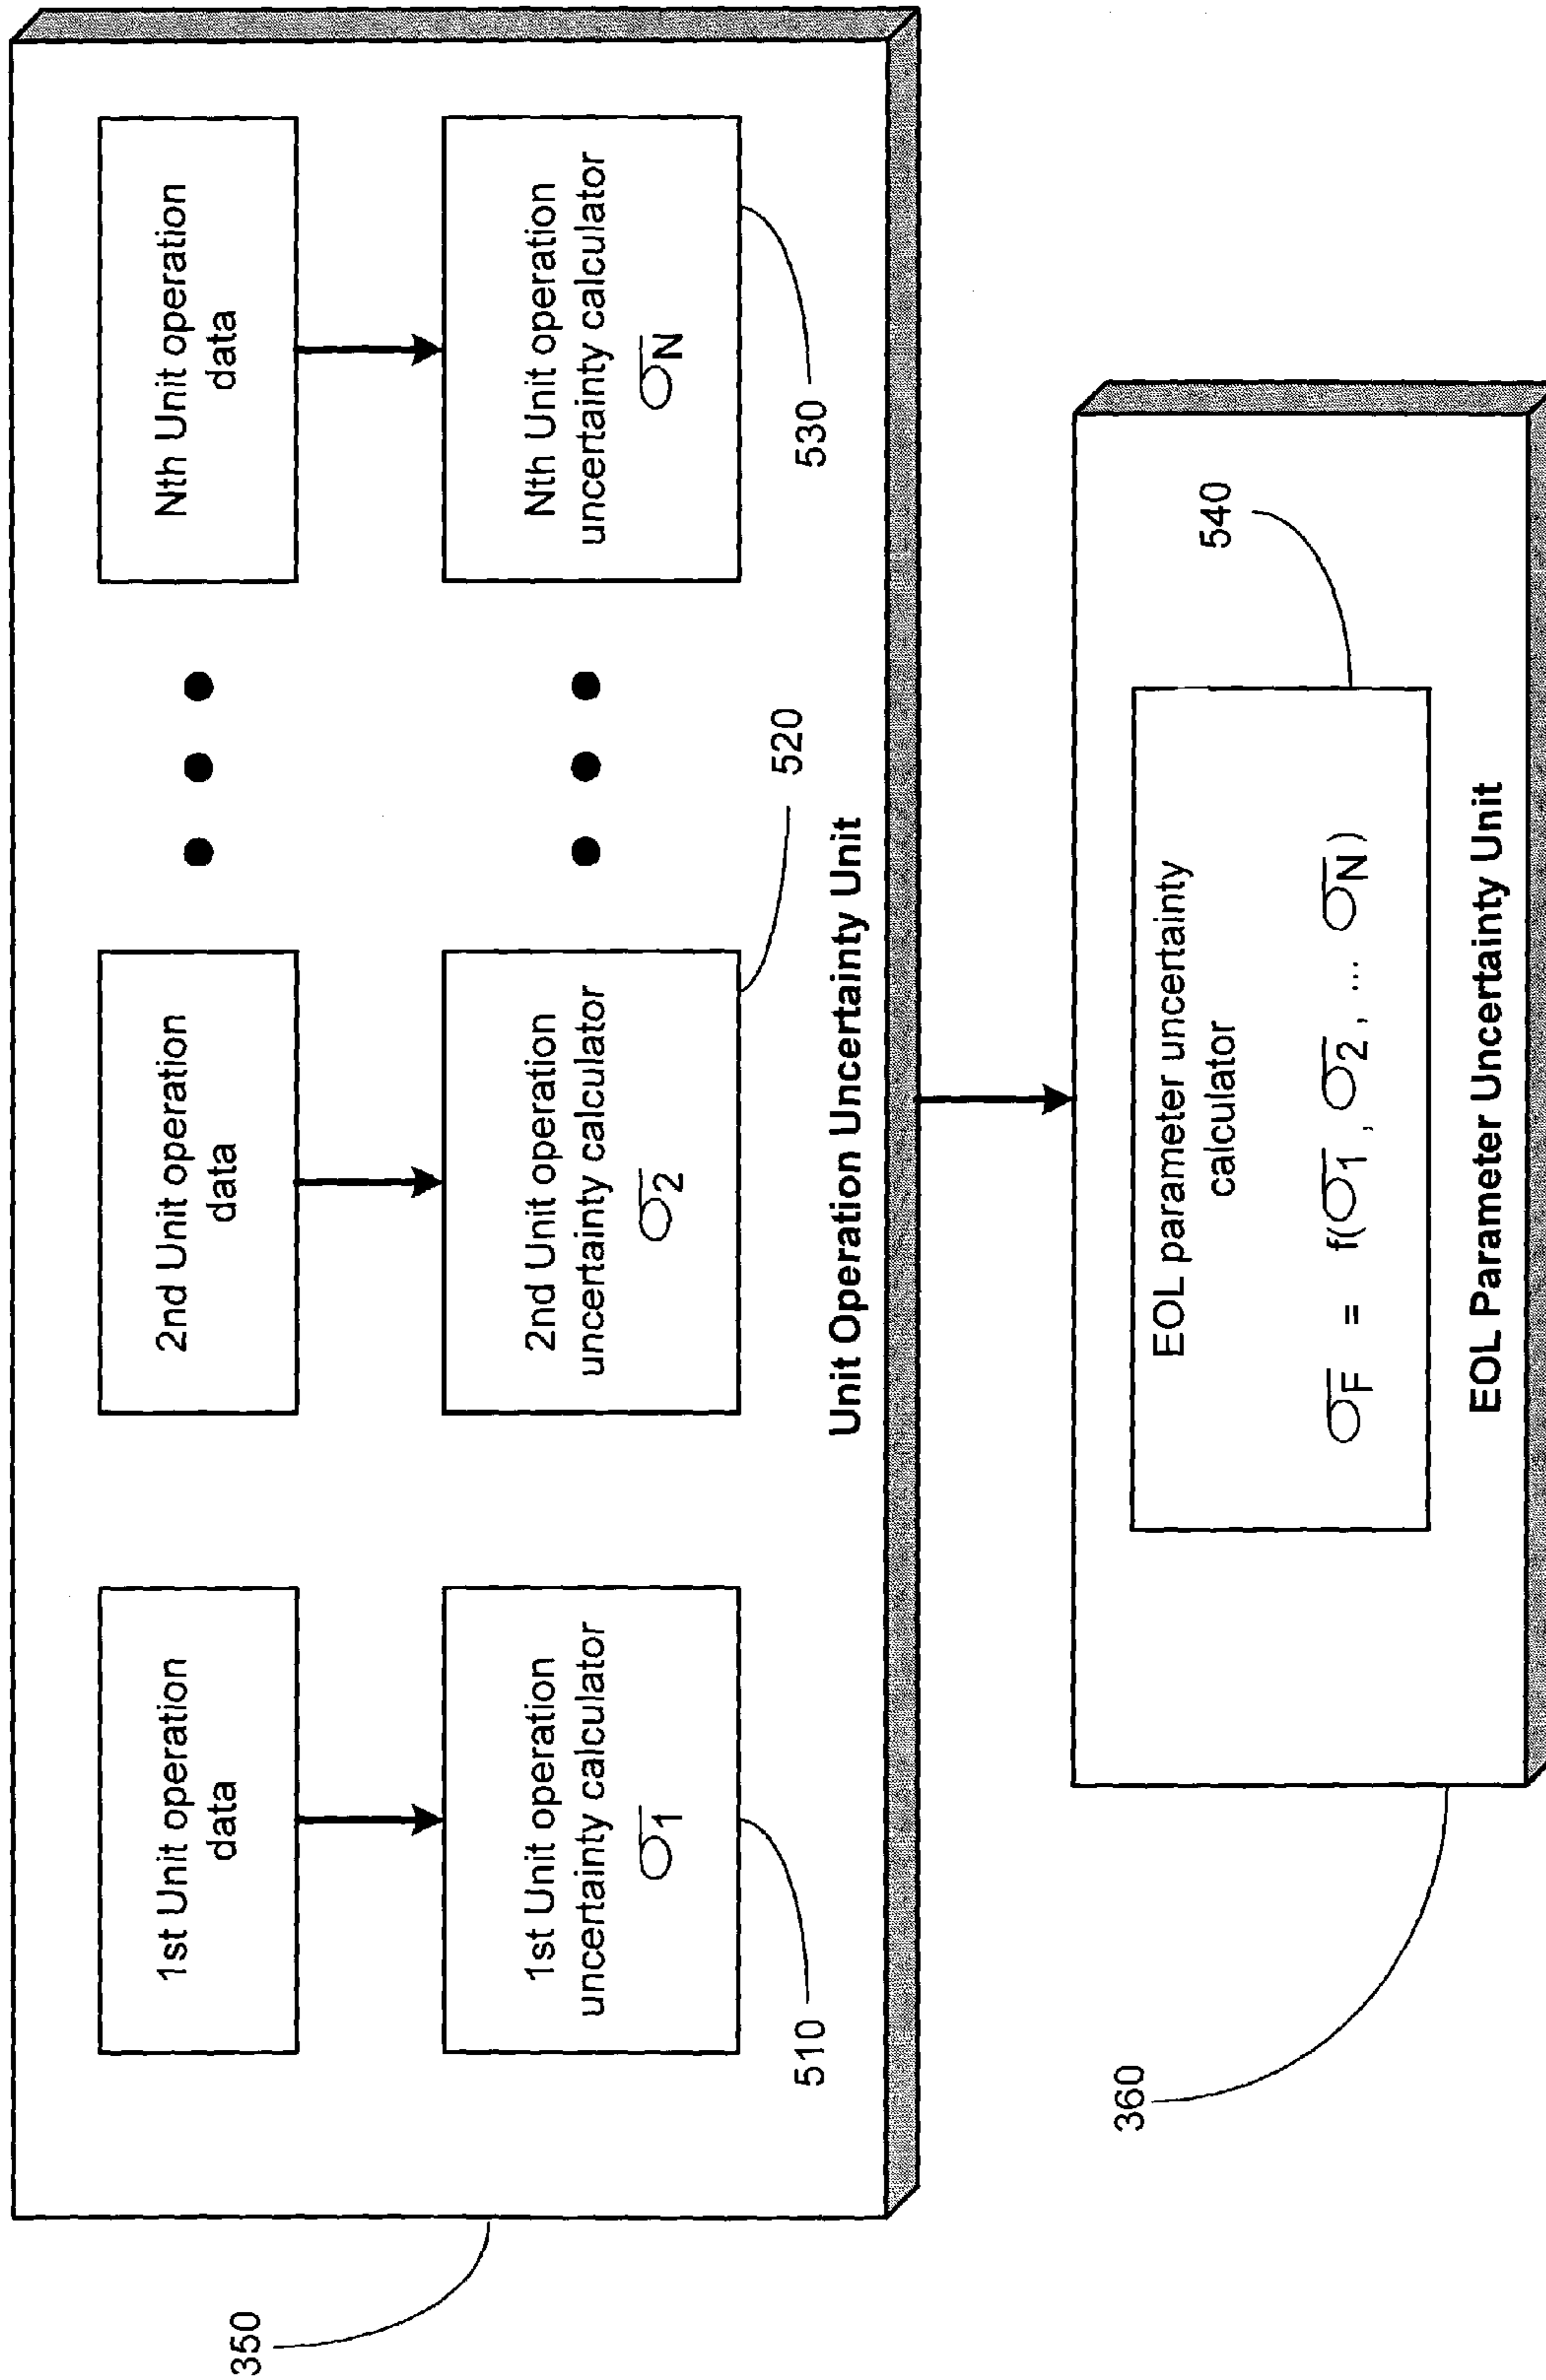 350
1st Unit operation
data
2nd Unit operation
data
Nth Unit operation
data
1st Unit operation
uncertainty calculator
σ1
2nd Unit operation
uncertainty calculator
σ2
Nth Unit operation
uncertainty calculator
σN
510
520
530
Unit Operation Uncertainty Unit
360
EOL parameter uncertainty
calculator
σF = f(σ1, σ2, ... σN)
540
EOL Parameter Uncertainty Unit